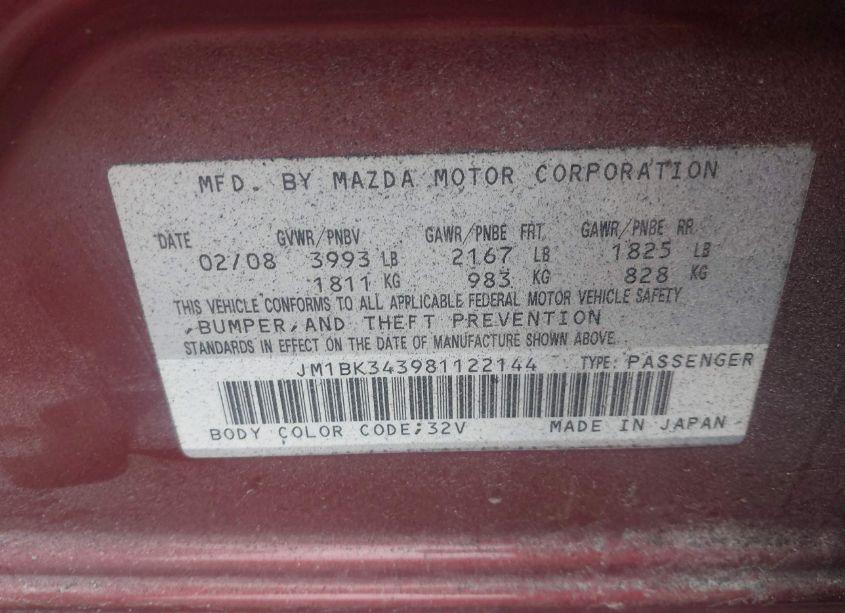 MFD. BY MAZDA MOTOR CORPORATION
DATE GVWR/PNBV GAWR/PNBE FRT. GAWR/PNBE RR.
02/08 3993 LB 2167 LB 1825 LB
1811 KG 983 KG 828 KG
THIS VEHICLE CONFORMS TO ALL APPLICABLE FEDERAL MOTOR VEHICLE SAFETY
,BUMPER,AND THEFT PREVENTION
STANDARDS IN EFFECT ON THE DATE OF MANUFACTURE SHOWN ABOVE.
JM1BK343981122144 TYPE: PASSENGER
BODY COLOR CODE;32V MADE IN JAPAN